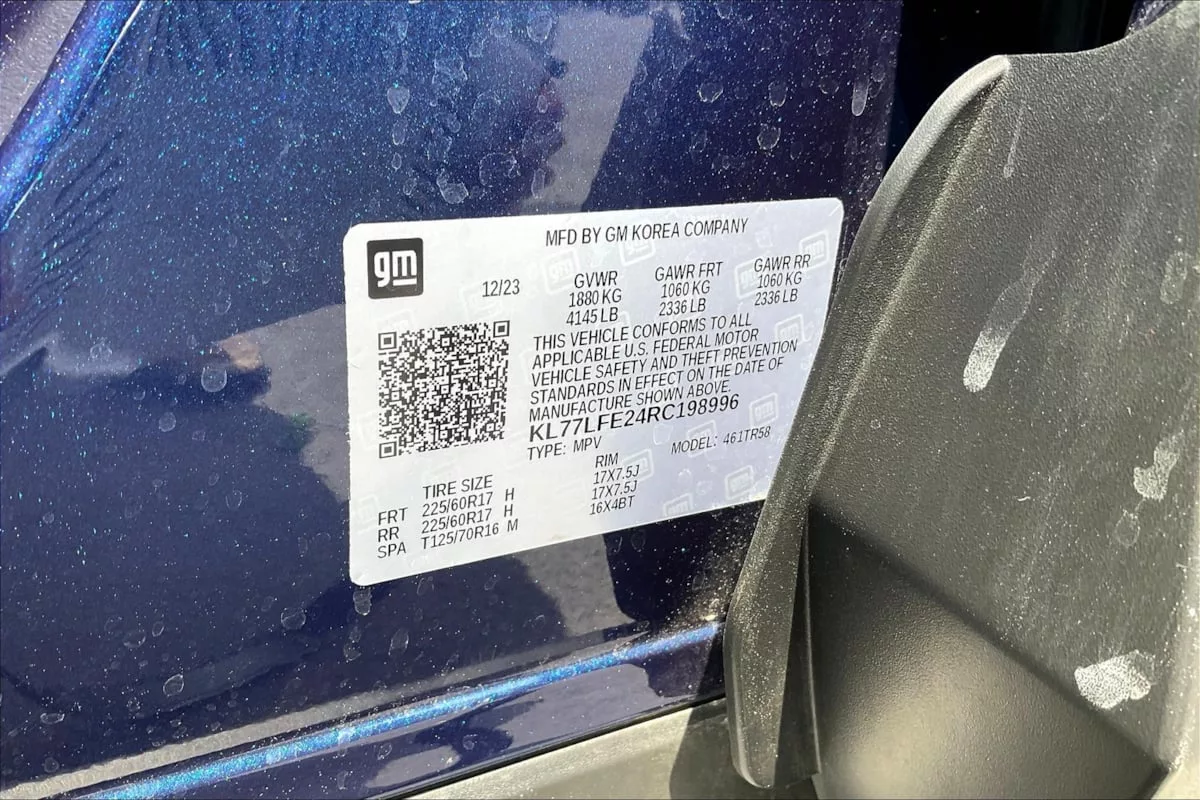 gm
MFD BY GM KOREA COMPANY
12/23
GVWR
1880 KG
4145 LB
GAWR FRT
1060 KG
2336 LB
GAWR RR
1060 KG
2336 LB
THIS VEHICLE CONFORMS TO ALL
APPLICABLE U.S. FEDERAL MOTOR
VEHICLE SAFETY AND THEFT PREVENTION
STANDARDS IN EFFECT ON THE DATE OF
MANUFACTURE SHOWN ABOVE.
KL77LFE24RC198996
TYPE: MPV MODEL: 461TR58
TIRE SIZE RIM
FRT 225/60R17 H 17X7.5J
RR 225/60R17 H 17X7.5J
SPA T125/70R16 M 16X4BT